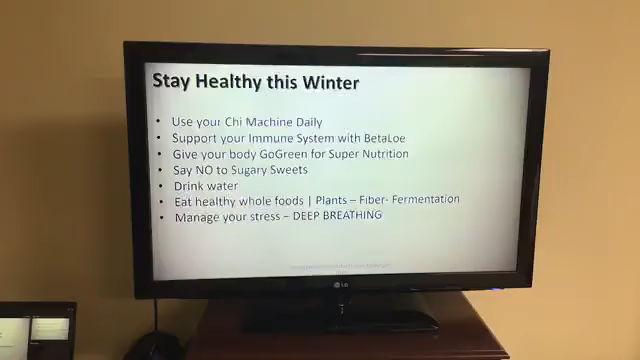 Stay Healthy this Winter
• Use your Chi Machine Daily
• Support your Immune System with BetaLoe
• Give your body GoGreen for Super Nutrition
• Say NO to Sugary Sweets
• Drink water
• Eat healthy whole foods | Plants – Fiber- Fermentation
• Manage your stress – DEEP BREATHING
LG